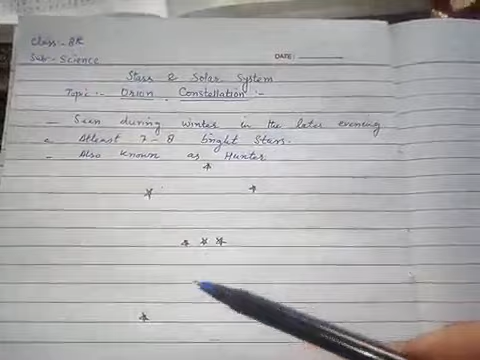 Class:- 8th
Sub:- Science
DATE:
Stars & Solar System
Topic :- Orion Constellation :-
– Seen during winter in the later evening
– Atleast 7 – 8 bright Stars.
– Also known as Hunter